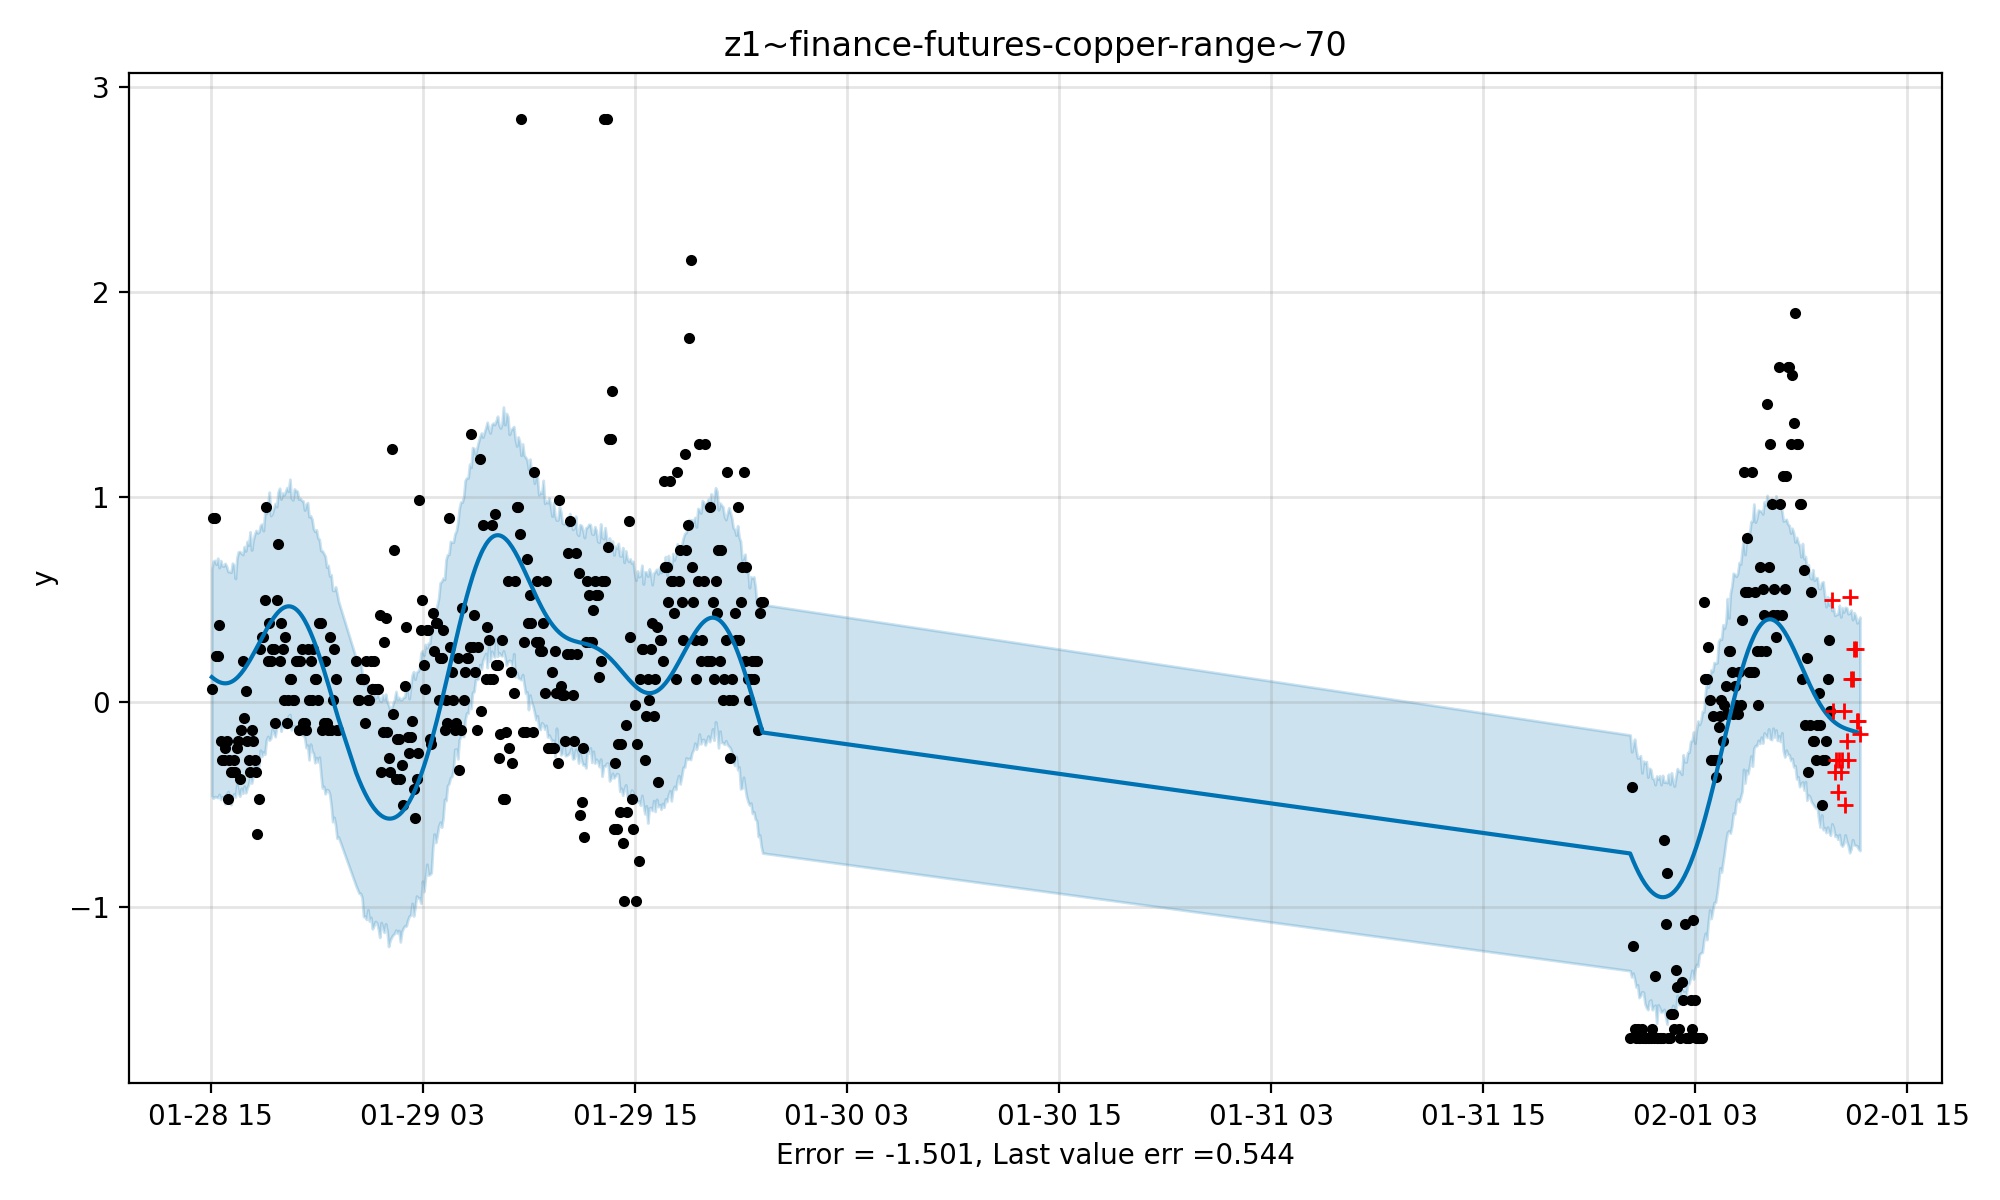 z1~finance-futures-copper-range~70
3
2
1
0
−1
y
01-28 15 01-29 03 01-29 15 01-30 03 01-30 15 01-31 03 01-31 15 02-01 03 02-01 15
Error = -1.501, Last value err =0.544